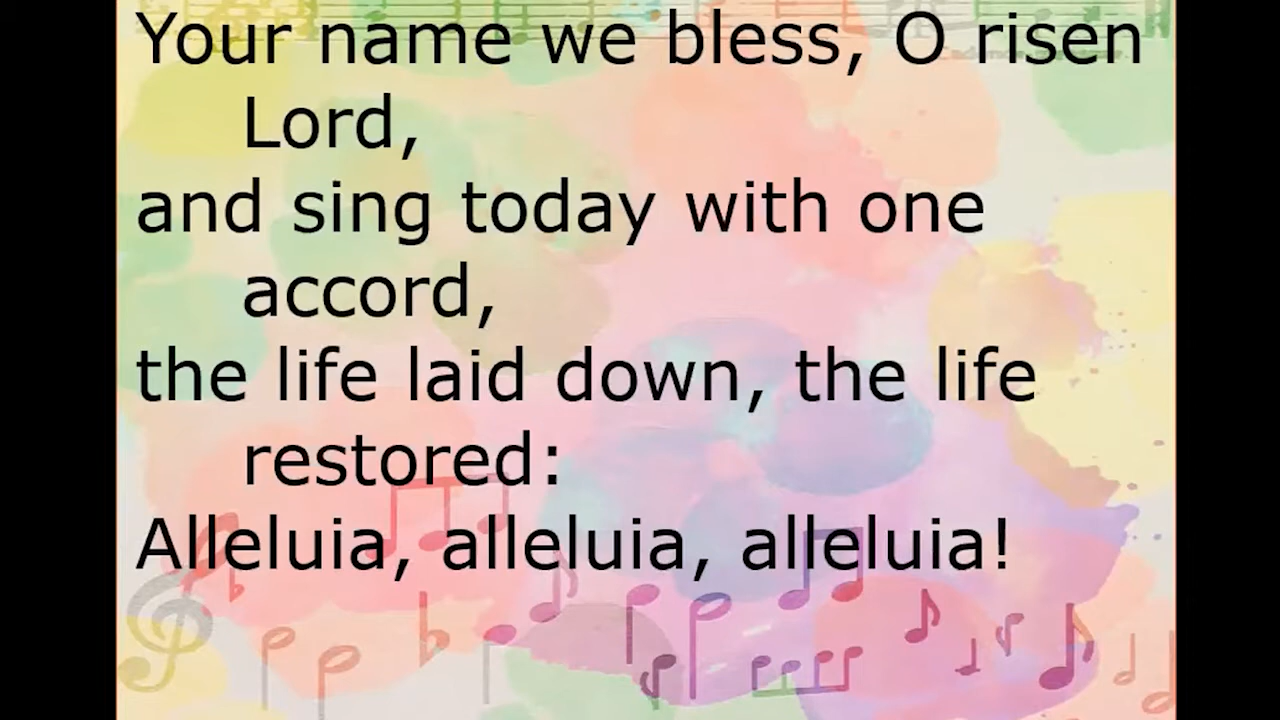 Your name we bless, O risen
Lord,
and sing today with one
accord,
the life laid down, the life
restored:
Alleluia, alleluia, alleluia!